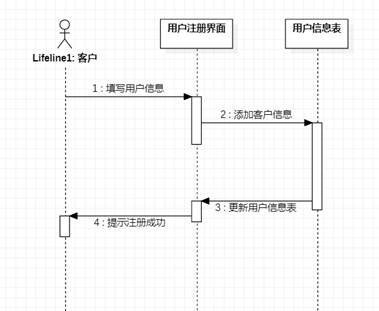 用户注册界面
用户信息表
Lifeline1: 客户
1 : 填写用户信息
2 : 添加客户信息
3 : 更新用户信息表
4 : 提示注册成功